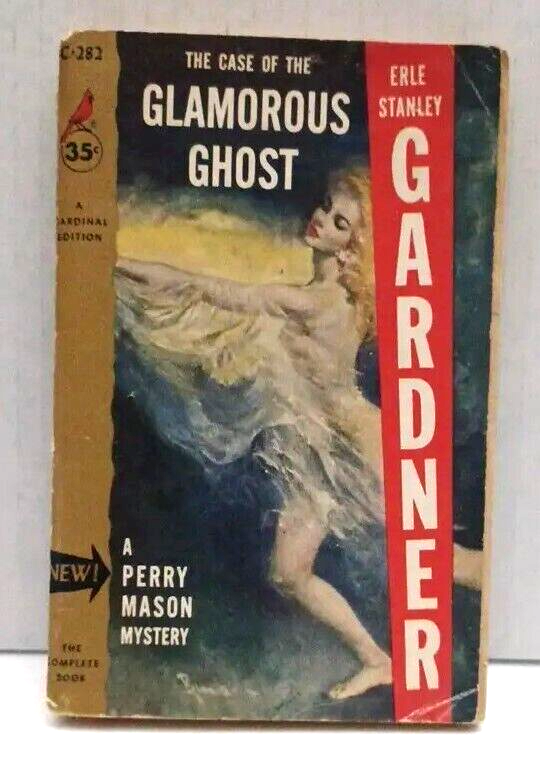 C·282
35¢
A
CARDINAL
EDITION
NEW!
THE
COMPLETE
BOOK
THE CASE OF THE
GLAMOROUS
GHOST
A
PERRY
MASON
MYSTERY
ERLE
STANLEY
GARDNER